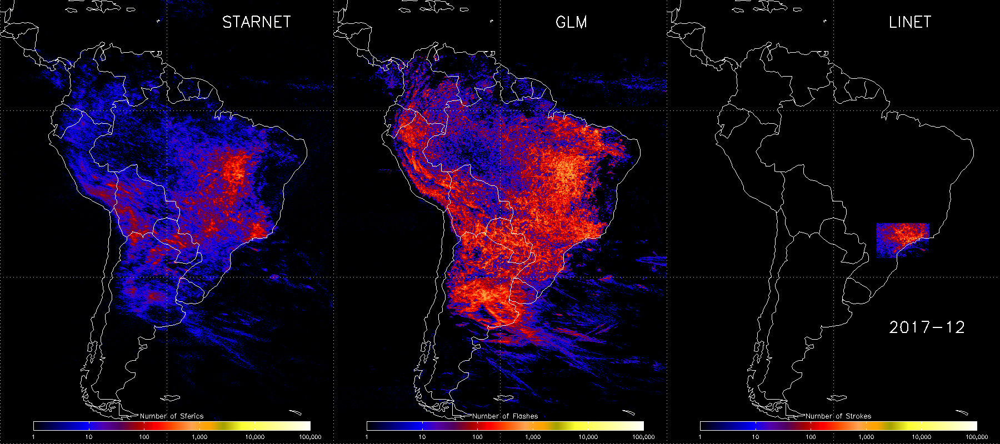 STARNET
GLM
LINET
2017-12
Number of Sferics
Number of Flashes
Number of Strokes
1 10 100 1,000 10,000 100,000
1 10 100 1,000 10,000 100,000
1 10 100 1,000 10,000 100,000